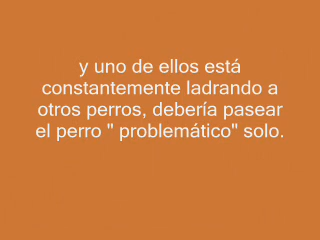 y uno de ellos está
constantemente ladrando a
otros perros, debería pasear
el perro " problemático" solo.